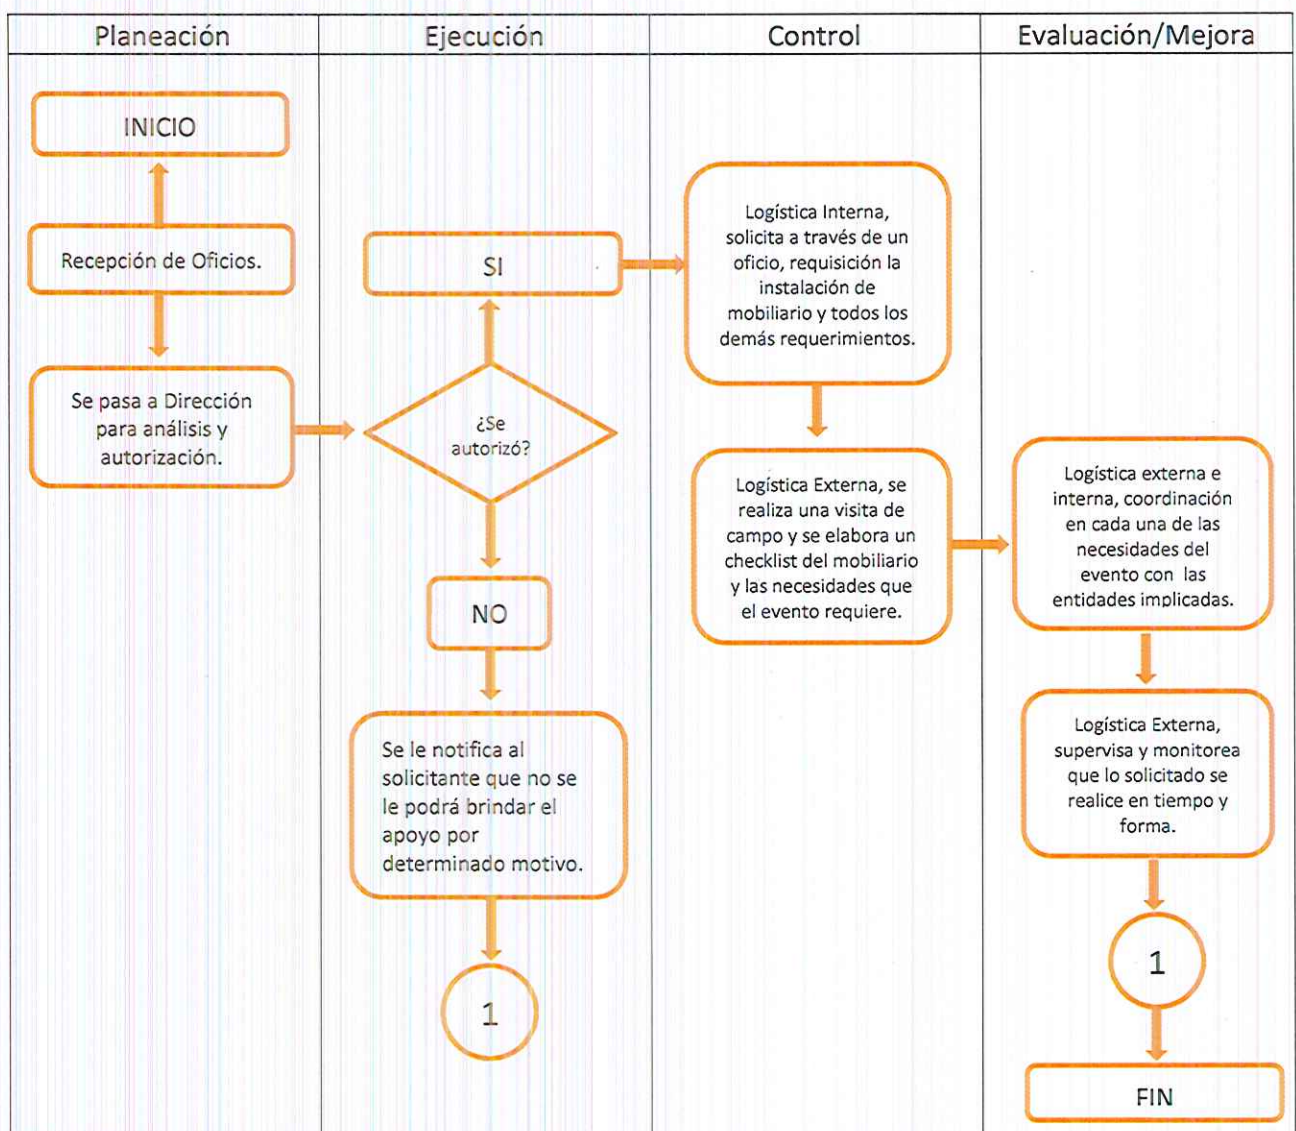 Planeación
Ejecución
Control
Evaluación/Mejora
INICIO
Recepción de Oficios.
Se pasa a Dirección
para análisis y
autorización.
SI
¿Se
autorizó?
NO
Se le notifica al
solicitante que no se
le podrá brindar el
apoyo por
determinado motivo.
1
Logística Interna,
solicita a través de un
oficio, requisición la
instalación de
mobiliario y todos los
demás requerimientos.
Logística Externa, se
realiza una visita de
campo y se elabora un
checklist del mobiliario
y las necesidades que
el evento requiere.
Logística externa e
interna, coordinación
en cada una de las
necesidades del
evento con las
entidades implicadas.
Logística Externa,
supervisa y monitorea
que lo solicitado se
realice en tiempo y
forma.
1
FIN